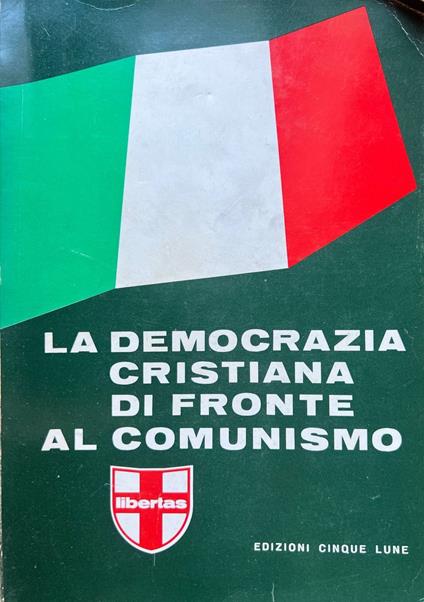 LA DEMOCRAZIA
CRISTIANA
DI FRONTE
AL COMUNISMO
libertas
EDIZIONI CINQUE LUNE